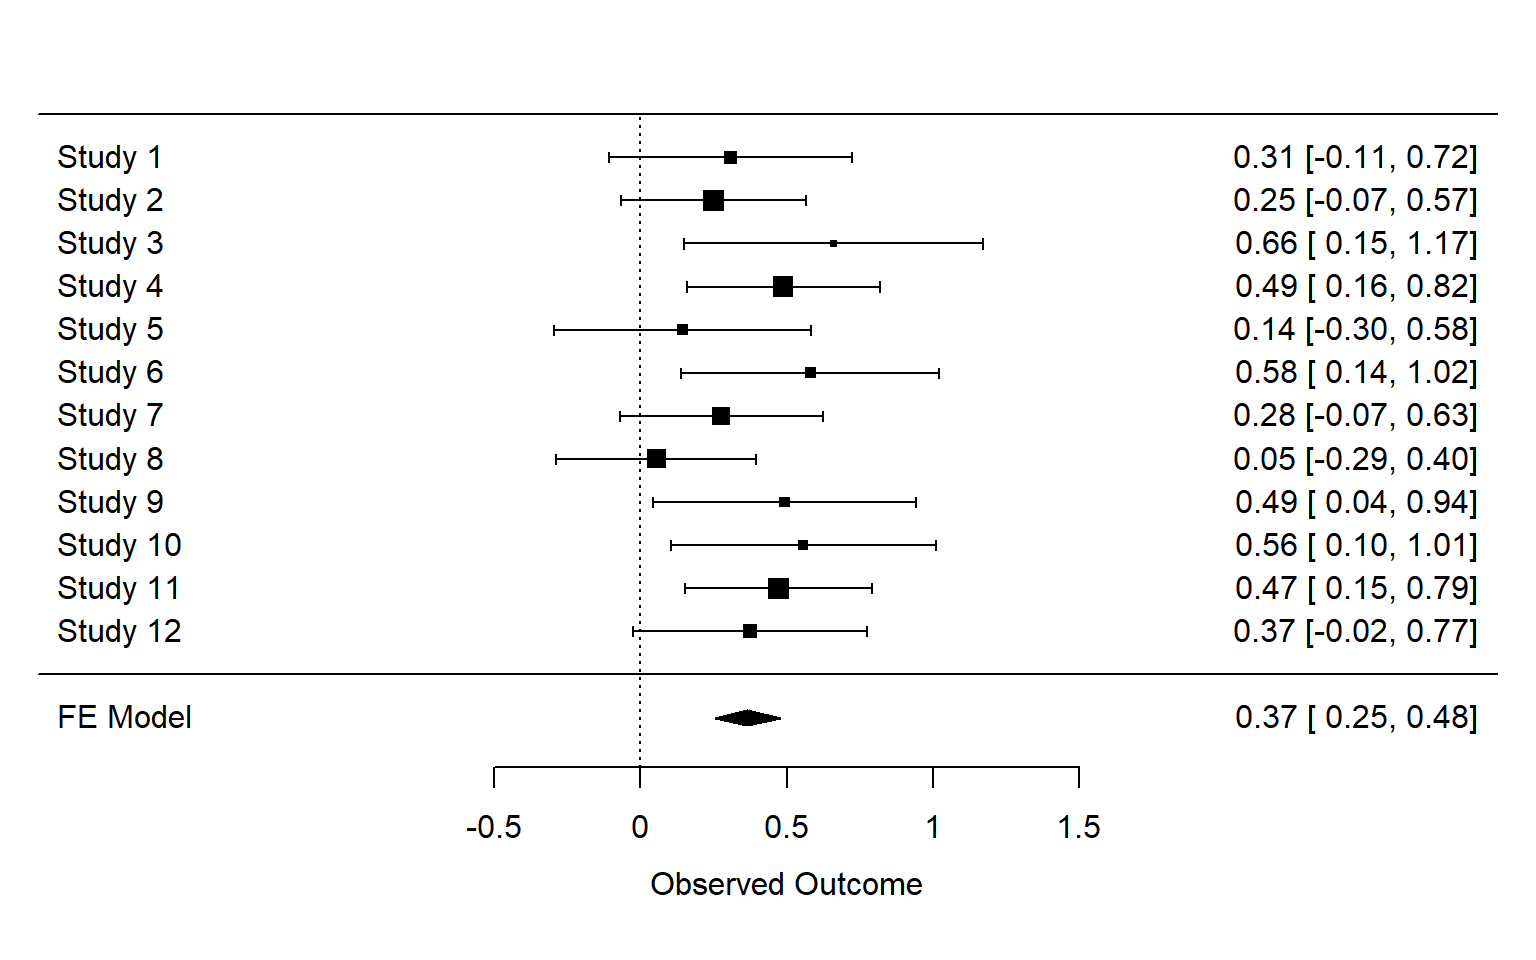 Study 1 0.31 [-0.11, 0.72]
Study 2 0.25 [-0.07, 0.57]
Study 3 0.66 [ 0.15, 1.17]
Study 4 0.49 [ 0.16, 0.82]
Study 5 0.14 [-0.30, 0.58]
Study 6 0.58 [ 0.14, 1.02]
Study 7 0.28 [-0.07, 0.63]
Study 8 0.05 [-0.29, 0.40]
Study 9 0.49 [ 0.04, 0.94]
Study 10 0.56 [ 0.10, 1.01]
Study 11 0.47 [ 0.15, 0.79]
Study 12 0.37 [-0.02, 0.77]
FE Model 0.37 [ 0.25, 0.48]
-0.5 0 0.5 1 1.5
Observed Outcome